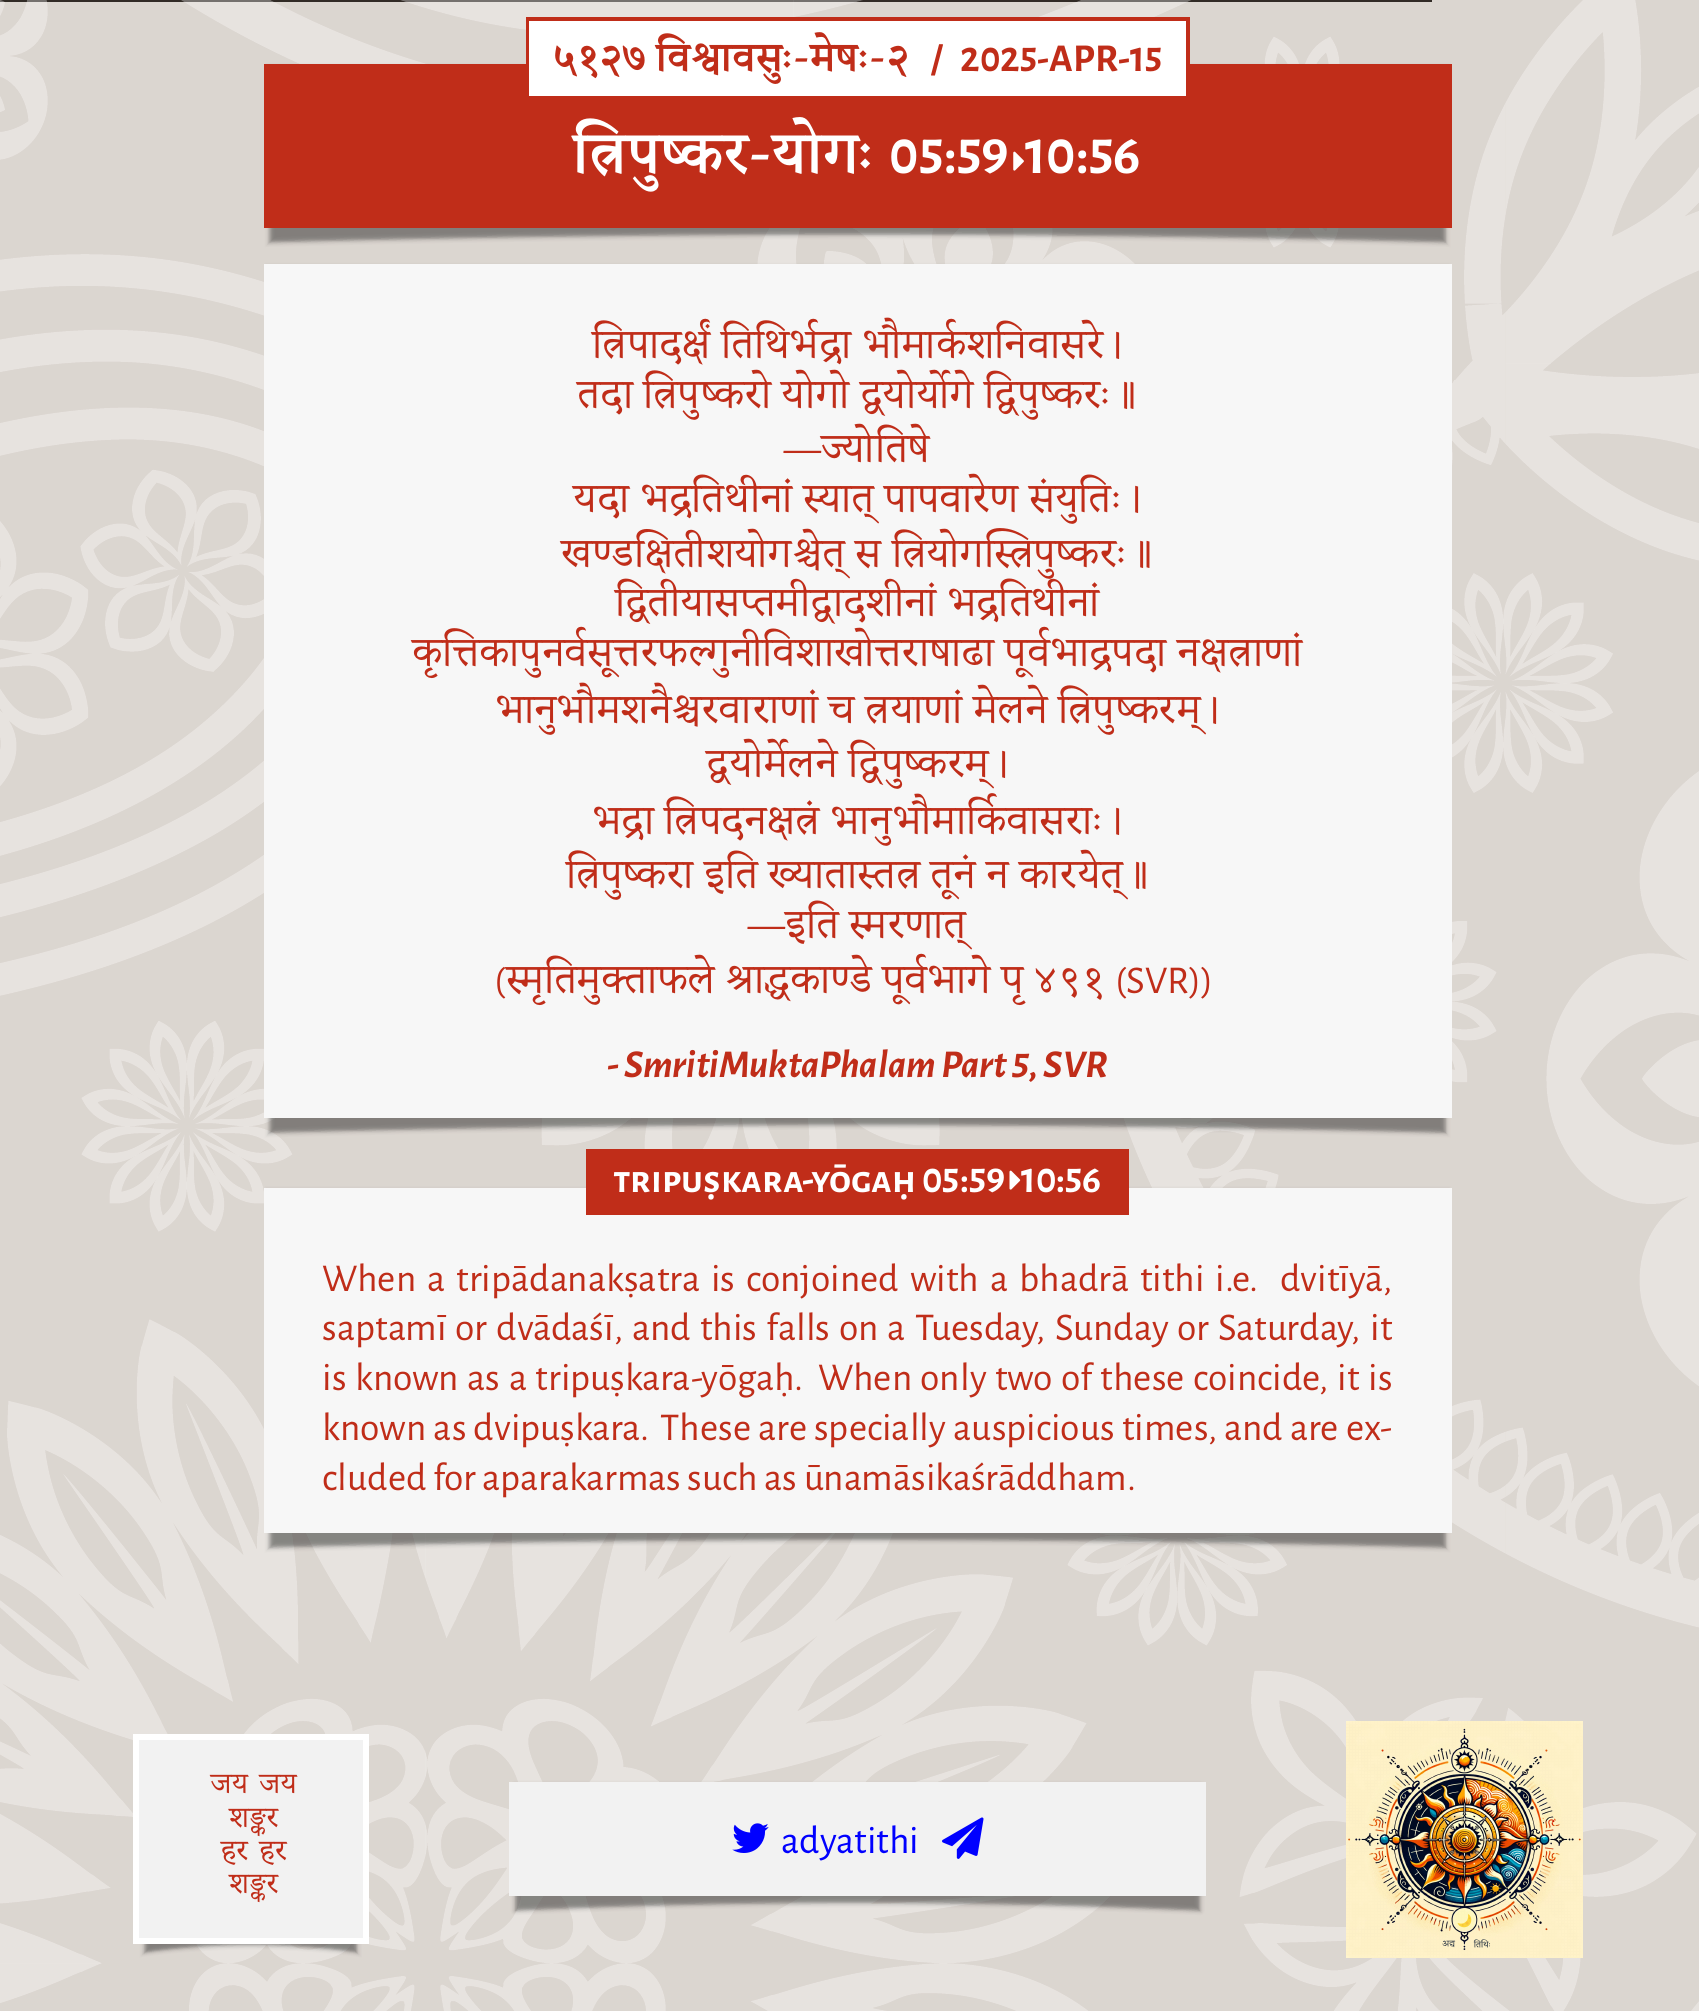 ५१२७ विश्वावसुः-मेषः-२ / 2025-APR-15
त्रिपुष्कर-योगः 05:59▸10:56
त्रिपादर्क्षं तिथिर्भद्रा भौमार्कशनिवासरे।
तदा त्रिपुष्करो योगो द्वयोर्योगे द्विपुष्करः॥
—ज्योतिषे
यदा भद्रतिथीनां स्यात् पापवारेण संयुतिः।
खण्डक्षितीशयोगश्चेत् स त्रियोगस्त्रिपुष्करः॥
द्वितीयासप्तमीद्वादशीनां भद्रतिथीनां
कृत्तिकापुनर्वसूत्तरफल्गुनीविशाखोत्तराषाढा पूर्वभाद्रपदा नक्षत्राणां
भानुभौमशनैश्चरवाराणां च त्रयाणां मेलने त्रिपुष्करम्।
द्वयोर्मेलने द्विपुष्करम्।
भद्रा त्रिपदनक्षत्रं भानुभौमार्किवासराः।
त्रिपुष्करा इति ख्यातास्तत्र तूनं न कारयेत्॥
—इति स्मरणात्
(स्मृतिमुक्ताफले श्राद्धकाण्डे पूर्वभागे पृ ४९१ (SVR))
- SmritiMuktaPhalam Part 5, SVR
TRIPUṢKARA-YŌGAḤ 05:59▸10:56
When a tripādanakṣatra is conjoined with a bhadrā tithi i.e. dvitīyā,
saptamī or dvādaśī, and this falls on a Tuesday, Sunday or Saturday, it
is known as a tripuṣkara-yōgaḥ. When only two of these coincide, it is
known as dvipuṣkara. These are specially auspicious times, and are ex-
cluded for aparakarmas such as ūnamāsikaśrāddham.
जय जय
शङ्कर
हर हर
शङ्कर
adyatithi
अद्य तिथिः